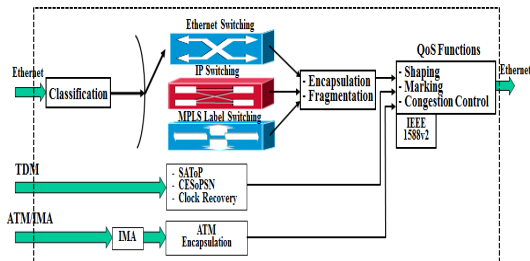 Ethernet Switching
QoS Functions
Ethernet
Classification
IP Switching
MPLS Label Switching
- Encapsulation
- Fragmentation
- Shaping
- Marking
- Congestion Control
IEEE
1588v2
Ethernet
TDM
- SAToP
- CESoPSN
- Clock Recovery
ATM/IMA
IMA
ATM
Encapsulation